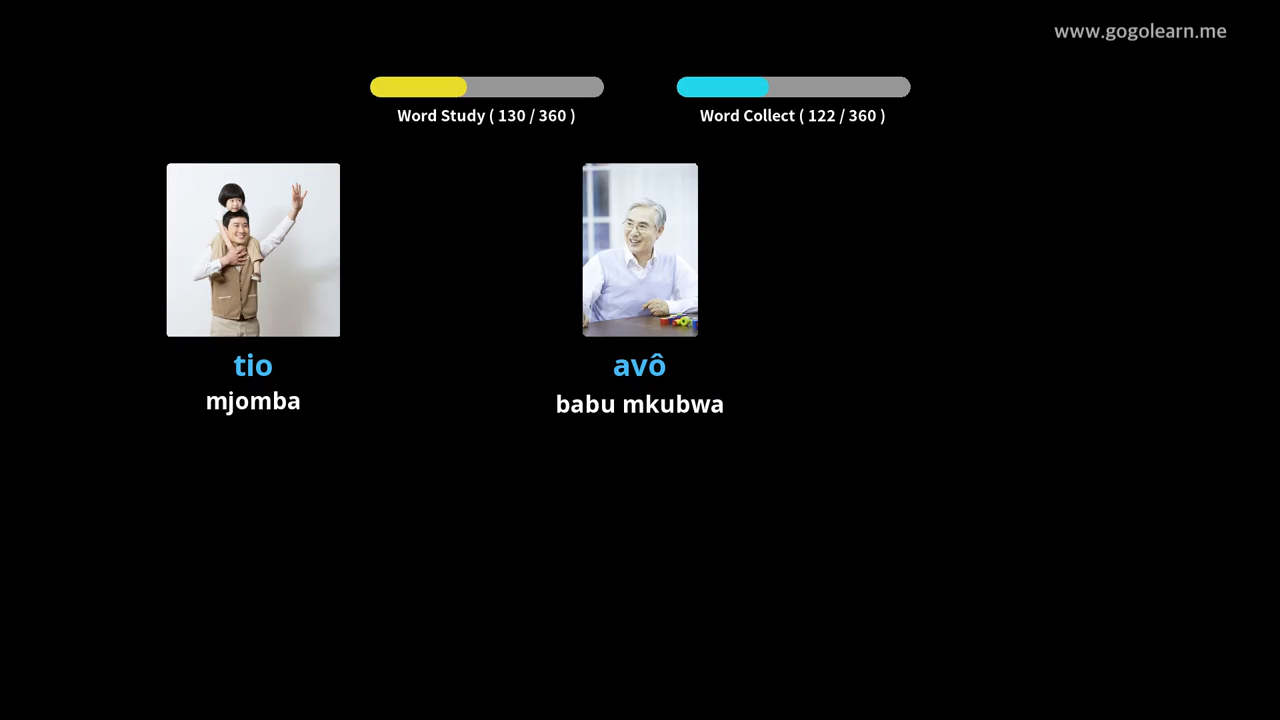 www.gogolearn.me
Word Study ( 130 / 360 )
Word Collect ( 122 / 360 )
tio
mjomba
avô
babu mkubwa